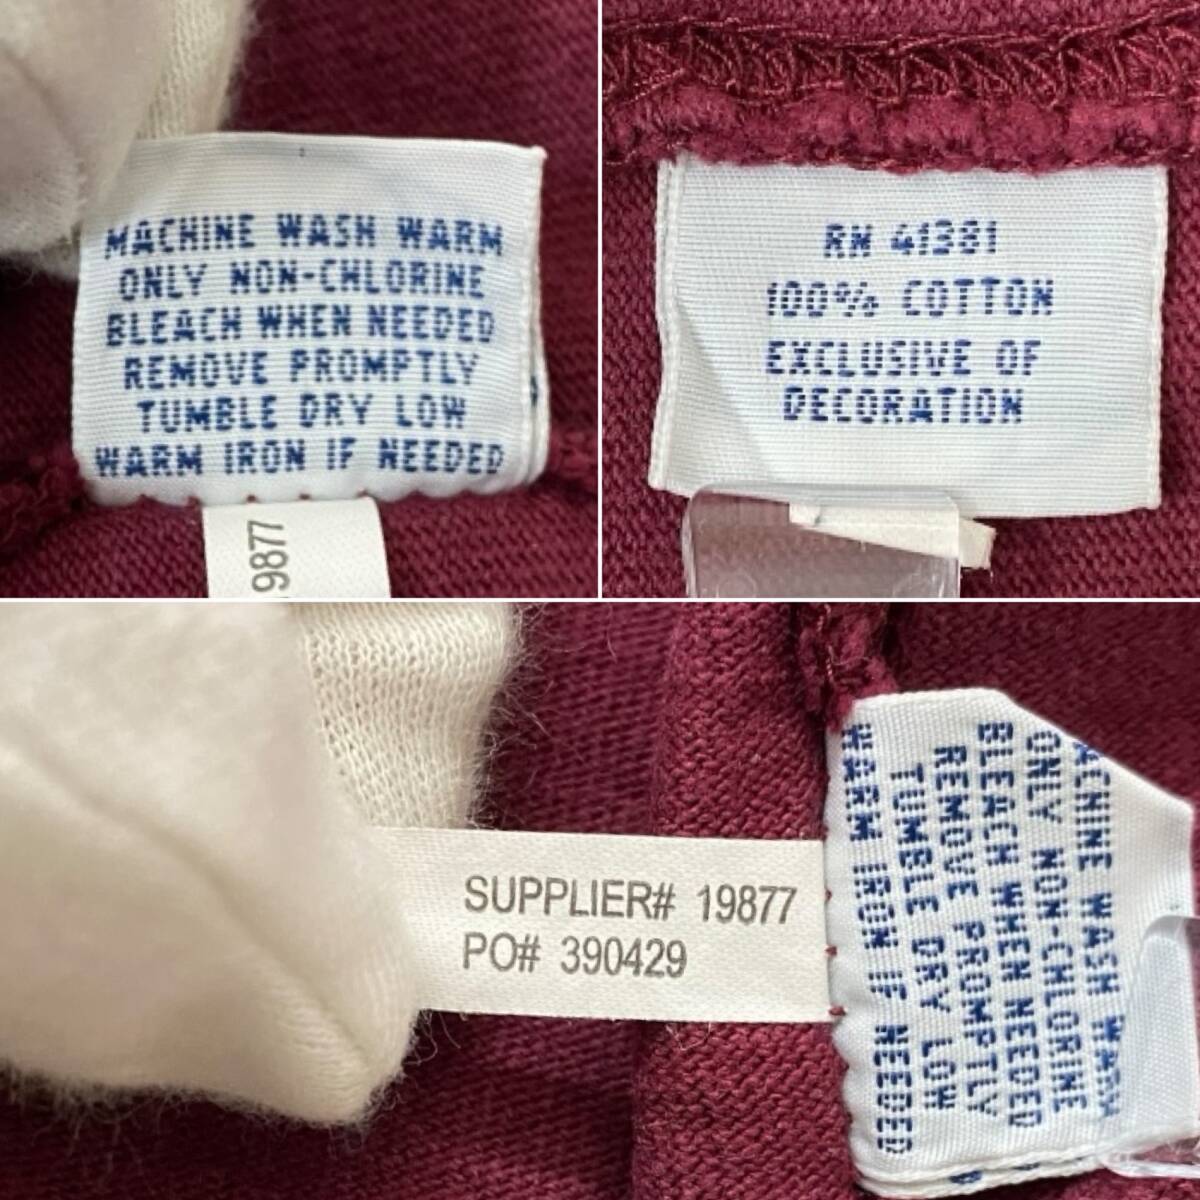 MACHINE WASH WARM
ONLY NON-CHLORINE
BLEACH WHEN NEEDED
REMOVE PROMPTLY
TUMBLE DRY LOW
WARM IRON IF NEEDED
19877
RN 41381
100% COTTON
EXCLUSIVE OF
DECORATION
SUPPLIER# 19877
PO# 390429
ACHINE WASH WARM
ONLY NON-CHLORINE
BLEACH WHEN NEEDED
REMOVE PROMPTLY
TUMBLE DRY LOW
WARM IRON IF NEEDED